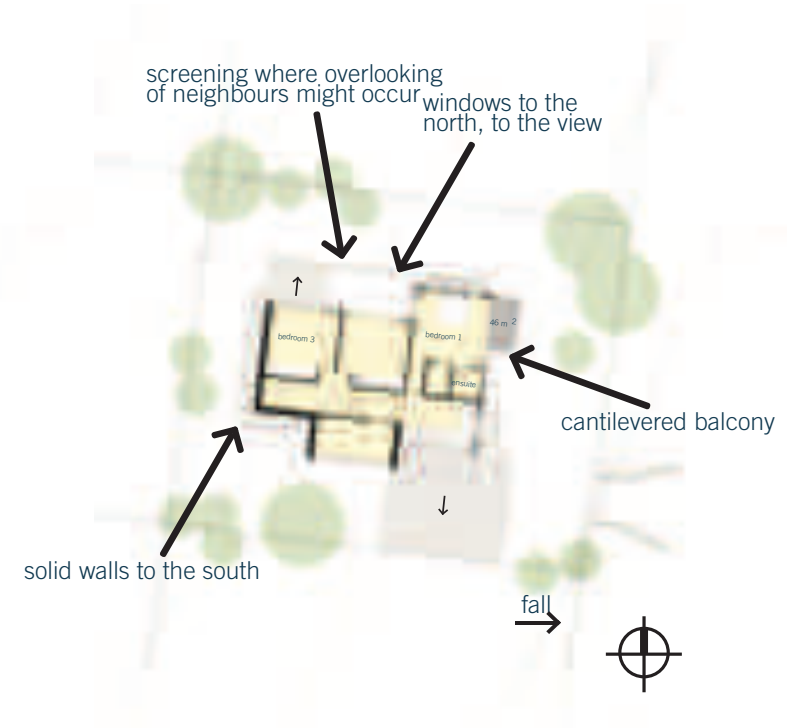 screening where overlooking
of neighbours might occur
windows to the
north, to the view
bedroom 3
bedroom 1
46 m 2
ensuite
cantilevered balcony
solid walls to the south
fall